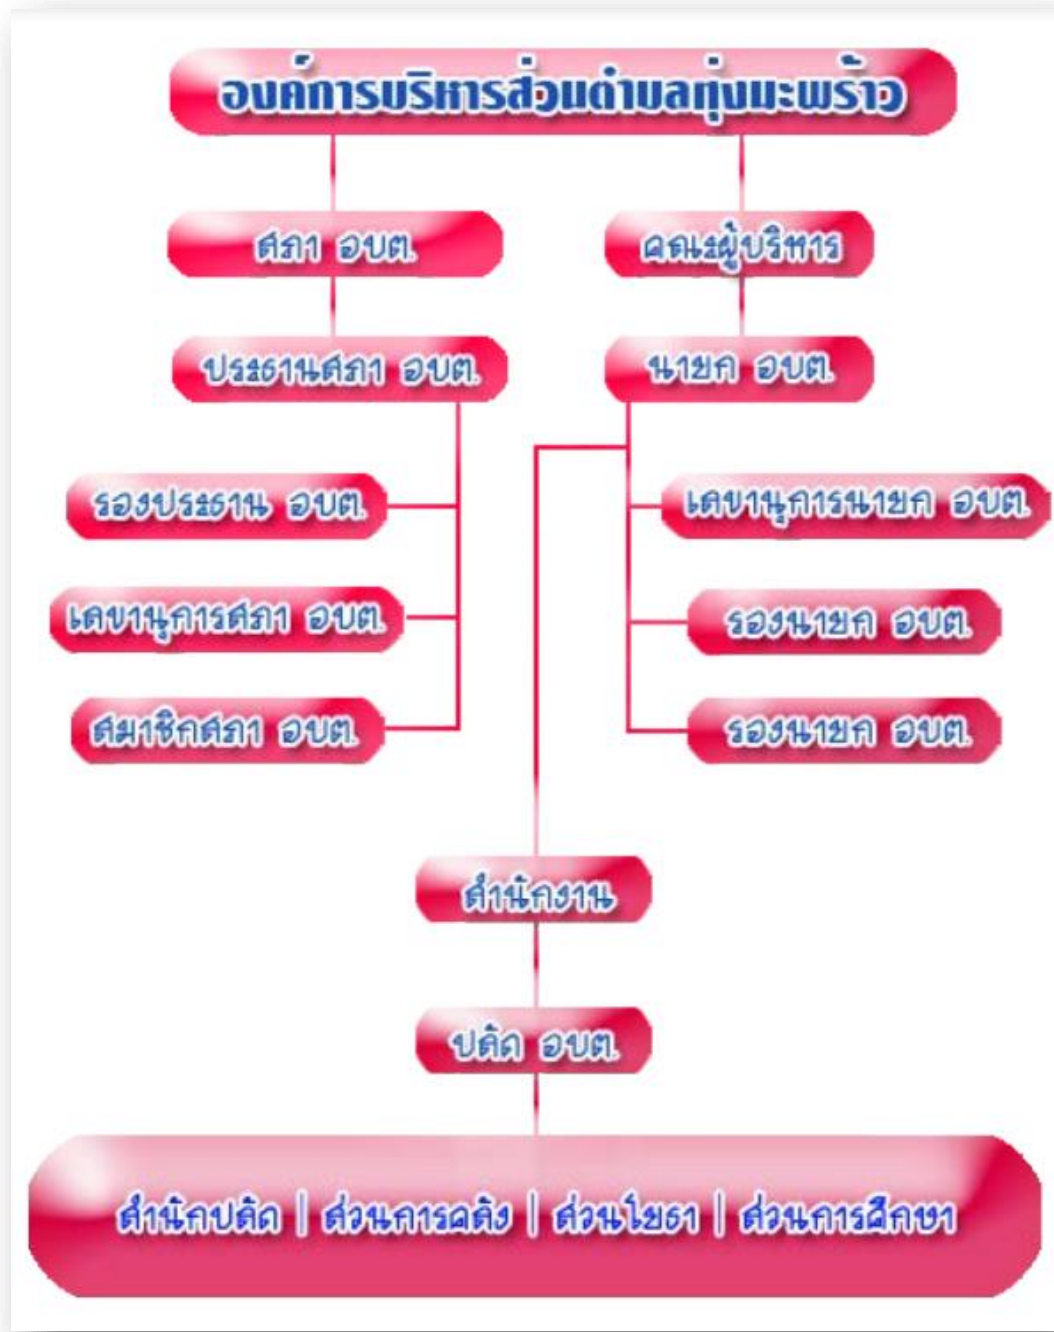 องค์การบริหารส่วนตำบลทุ่งมะพร้าว
สภา อบต.
คณะผู้บริหาร
ประธานสภา อบต.
นายก อบต.
รองประธาน อบต.
เลขานุการนายก อบต.
เลขานุการสภา อบต.
รองนายก อบต.
สมาชิกสภา อบต.
รองนายก อบต.
สำนักงาน
ปลัด อบต.
สำนักปลัด | ส่วนการคลัง | ส่วนโยธา | ส่วนการศึกษา